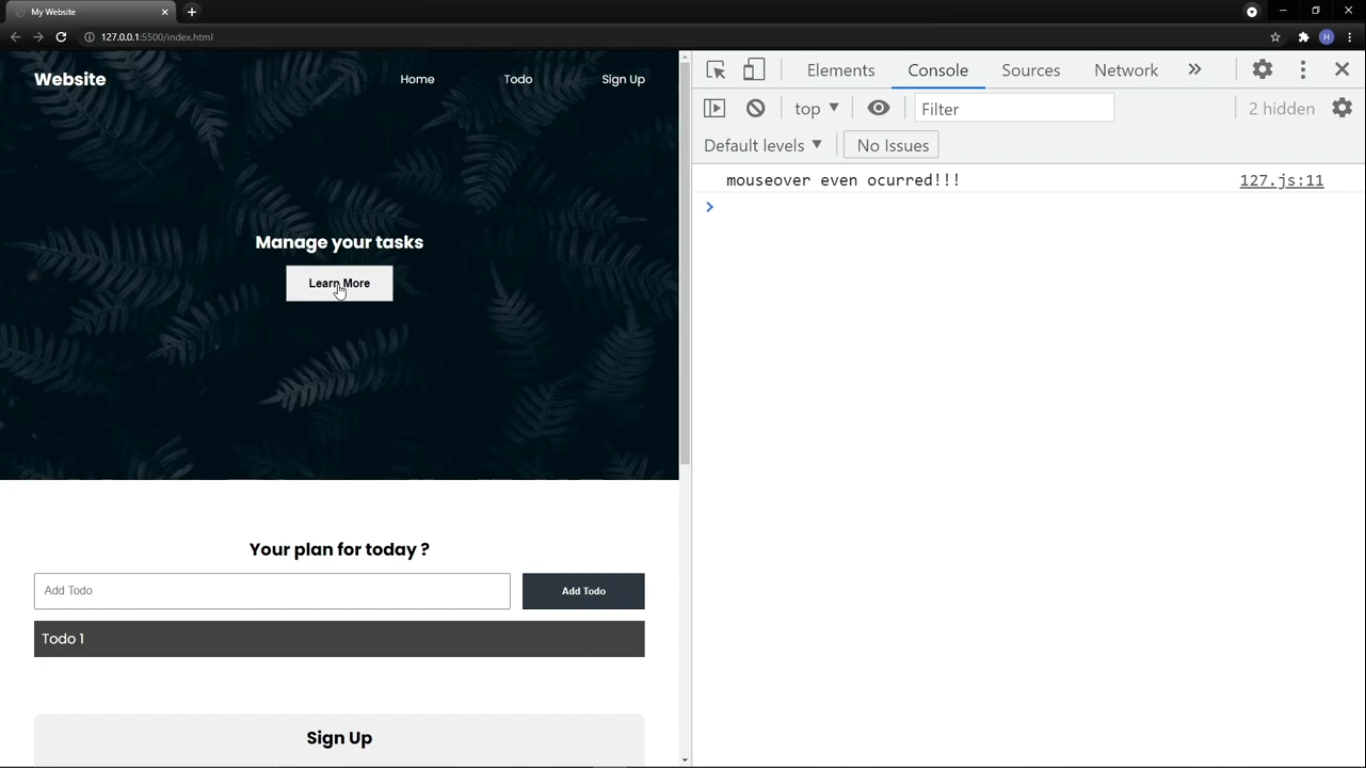 My Website
127.0.0.1:5500/index.html
H
Website
Home Todo Sign Up
Manage your tasks
Learn More
Your plan for today ?
Add Todo
Add Todo
Todo 1
Sign Up
Elements Console Sources Network
top Filter 2 hidden
Default levels No Issues
mouseover even ocurred!!! 127.js:11